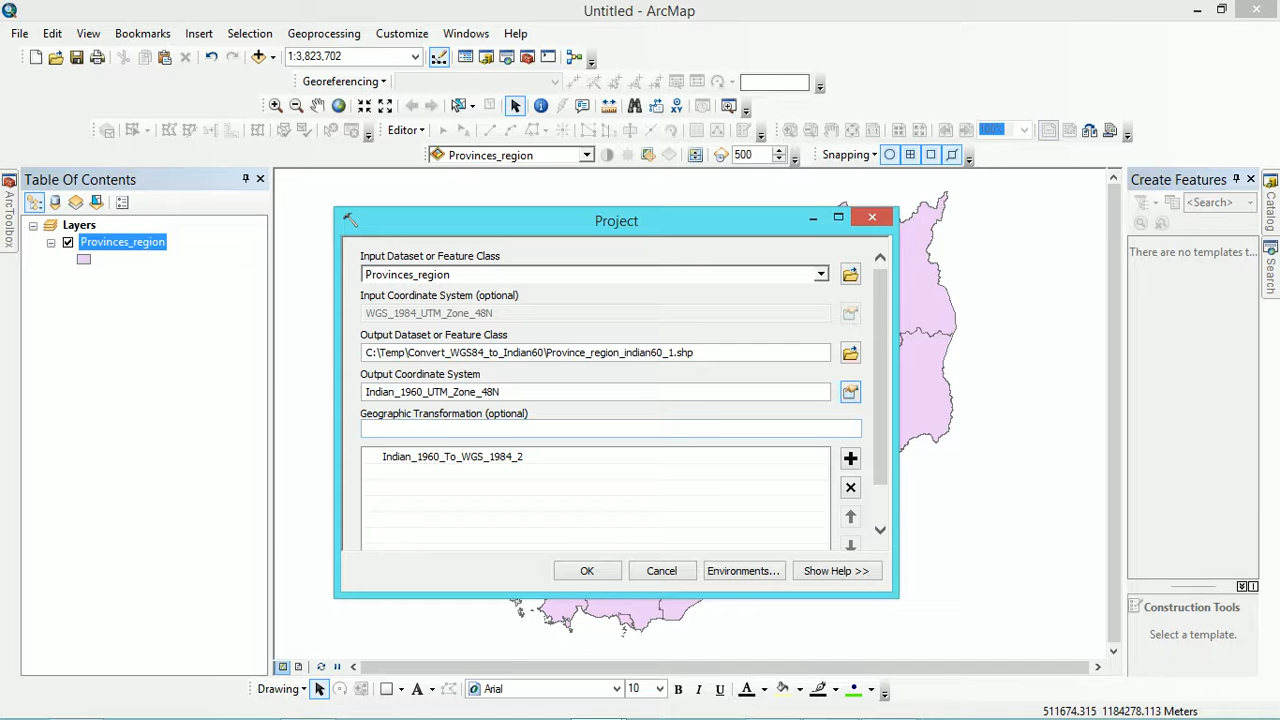 Untitled - ArcMap
File Edit View Bookmarks Insert Selection Geoprocessing Customize Windows Help
1:3,823,702
Georeferencing
Editor 100%
Provinces_region 500 Snapping
Table Of Contents
Layers
Provinces_region
ArcToolbox
Project
Input Dataset or Feature Class
Provinces_region
Input Coordinate System (optional)
WGS_1984_UTM_Zone_48N
Output Dataset or Feature Class
C:\Temp\Convert_WGS84_to_Indian60\Province_region_indian60_1.shp
Output Coordinate System
Indian_1960_UTM_Zone_48N
Geographic Transformation (optional)
Indian_1960_To_WGS_1984_2
OK Cancel Environments... Show Help >>
Create Features
<Search>
There are no templates t...
Construction Tools
Select a template.
Catalog
Search
Drawing A Arial 10 B I U A
511674.315 1184278.113 Meters